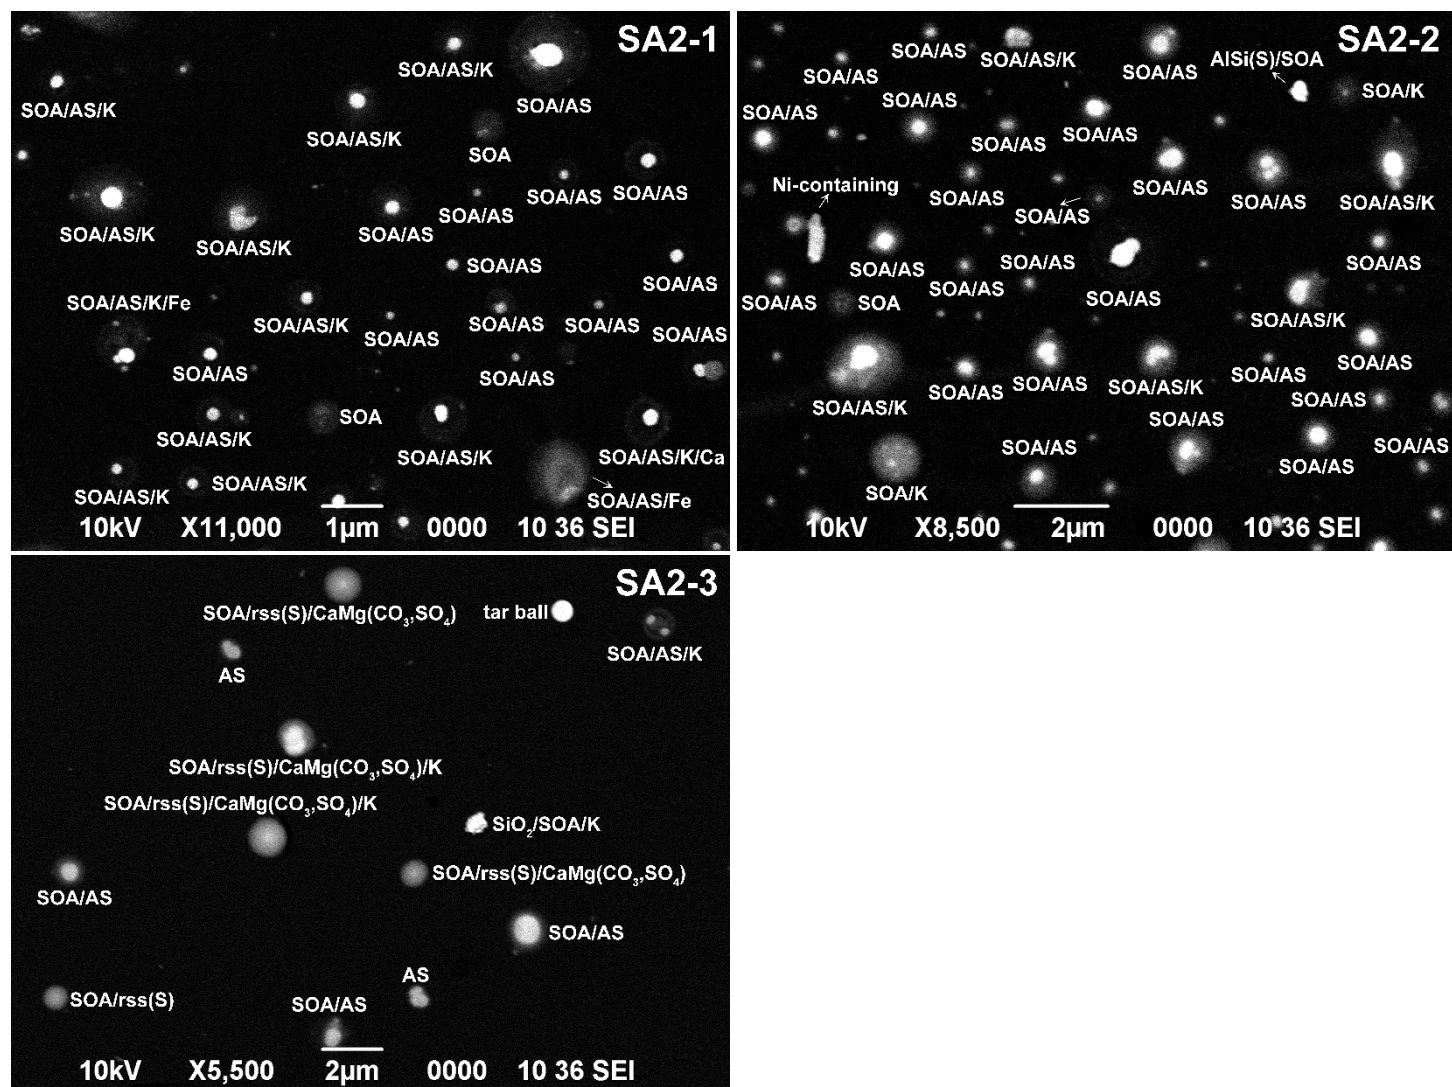 SA2-1
SOA/AS/K
SOA/AS
SOA/AS/K
SOA/AS/K
SOA
SOA/AS
SOA/AS
SOA/AS
SOA/AS/K
SOA/AS/K
SOA/AS
SOA/AS
SOA/AS
SOA/AS/K/Fe
SOA/AS/K
SOA/AS
SOA/AS
SOA/AS
SOA/AS
SOA/AS
SOA/AS
SOA/AS/K
SOA
SOA/AS/K
SOA/AS/K/Ca
SOA/AS/K
SOA/AS/K
SOA/AS/Fe
10kV X11,000 1μm 0000 10 36 SEI
SA2-2
SOA/AS
SOA/AS/K
SOA/AS
AlSi(S)/SOA
SOA/AS
SOA/K
SOA/AS
SOA/AS
SOA/AS
SOA/AS
Ni-containing
SOA/AS
SOA/AS
SOA/AS
SOA/AS/K
SOA/AS
SOA/AS
SOA/AS
SOA/AS
SOA/AS
SOA/AS
SOA
SOA/AS
SOA/AS/K
SOA/AS
SOA/AS
SOA/AS/K
SOA/AS
SOA/AS
SOA/AS
SOA/AS/K
SOA/AS
SOA/AS
SOA/AS
SOA/AS
SOA/K
10kV X8,500 2μm 0000 10 36 SEI
SA2-3
SOA/rss(S)/CaMg(CO₃,SO₄)
tar ball
SOA/AS/K
AS
SOA/rss(S)/CaMg(CO₃,SO₄)/K
SOA/rss(S)/CaMg(CO₃,SO₄)/K
SiO₂/SOA/K
SOA/rss(S)/CaMg(CO₃,SO₄)
SOA/AS
SOA/AS
AS
SOA/rss(S)
SOA/AS
10kV X5,500 2μm 0000 10 36 SEI